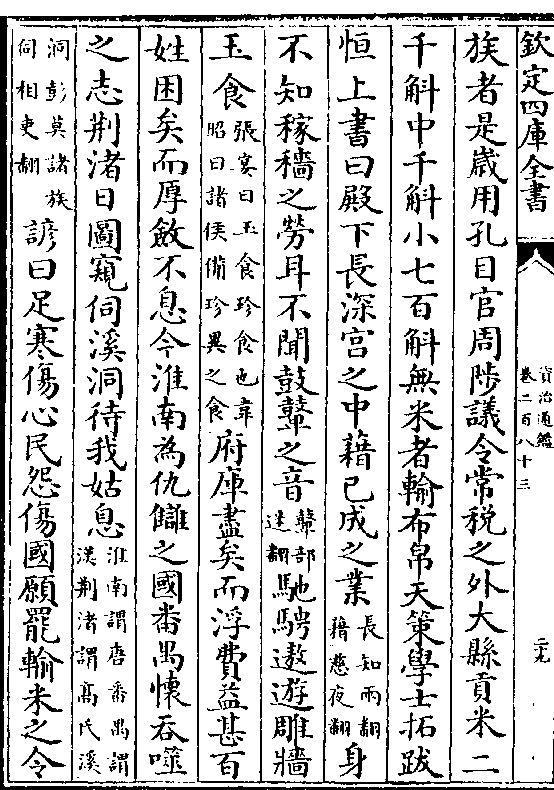 欽定四庫全書
資治通鑑
卷二百八十三
二九
族者是歲用孔目官周陟議令常税之外大縣貢米二
千斛中千斛小七百斛無米者輸布帛天策學士拓跋
恒上書曰殿下長深宫之中藉已成之業長知兩翻藉慈夜翻身
不知稼穡之勞耳不聞鼓鼙之音鼙部迷翻馳騁遨遊雕牆
玉食張宴曰玉食珍食也韋昭曰諸侯備珍異之食府庫盡矣而浮費益甚百
姓困矣而厚斂不息今淮南為仇讎之國番禺懷吞噬
之志荆渚日圖窺伺溪洞待我姑息淮南謂唐番禺謂漢荆渚謂髙氏溪
洞彭莫諸族伺相吏翻諺曰足寒傷心民怨傷國願罷輸米之令